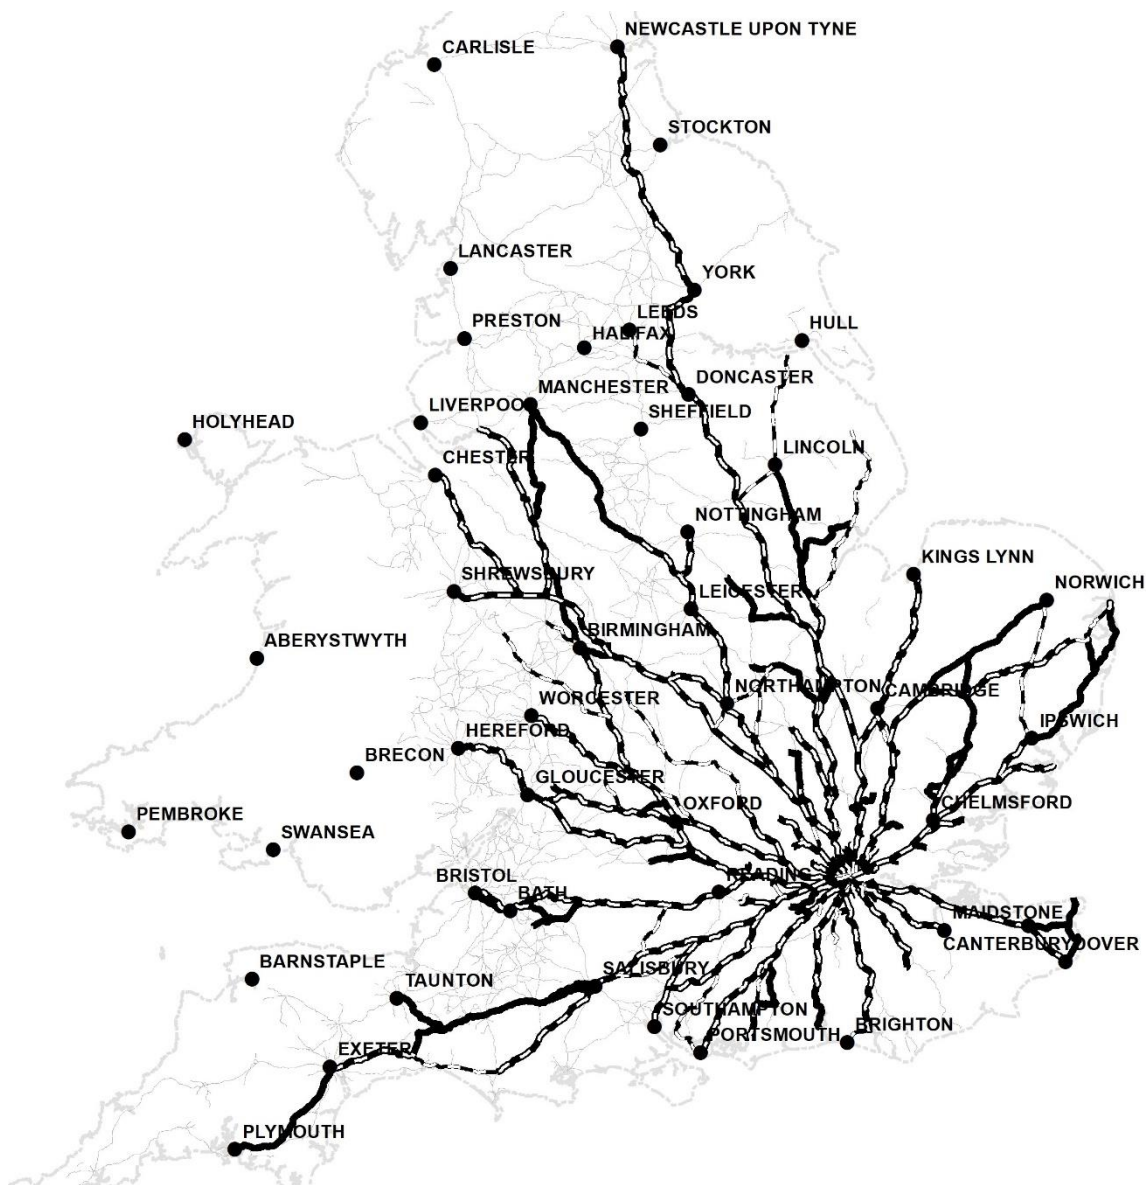 NEWCASTLE UPON TYNE
CARLISLE
STOCKTON
LANCASTER
YORK
LEEDS
PRESTON
HALIFAX
HULL
DONCASTER
MANCHESTER
LIVERPOO
SHEFFIELD
HOLYHEAD
LINCOLN
CHESTER
NOTTINGHAM
KINGS LYNN
SHREWSBURY
LEICESTER
NORWICH
BIRMINGHAM
ABERYSTWYTH
NORTHAMPTON
CAMBRIDGE
WORCESTER
HEREFORD
IPSWICH
BRECON
GLOUCESTER
OXFORD
CHELMSFORD
PEMBROKE
SWANSEA
READING
BRISTOL
BATH
MAIDSTONE
CANTERBURY
DOVER
BARNSTAPLE
TAUNTON
SALISBURY
SOUTHAMPTON
BRIGHTON
PORTSMOUTH
EXETER
PLYMOUTH